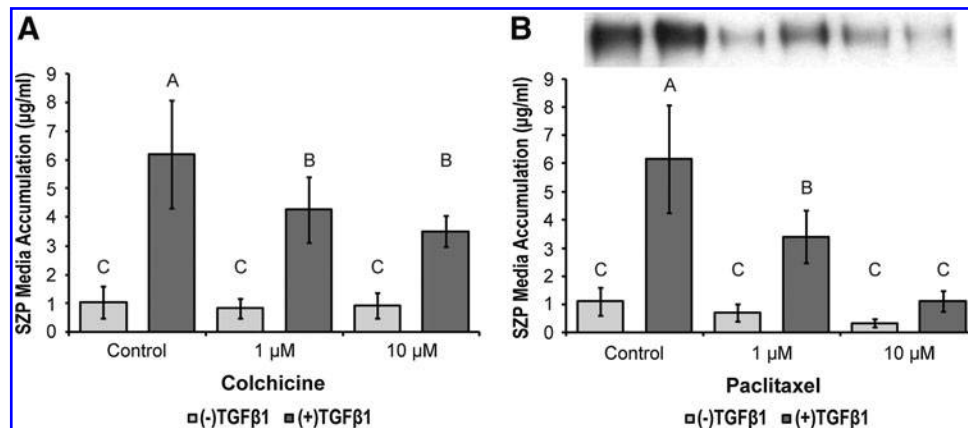 A
SZP Media Accumulation (µg/ml)
9
8
7
6
5
4
3
2
1
0
C
A
C
B
C
B
Control
1 µM
10 µM
Colchicine
(-)TGFβ1
(+)TGFβ1
B
SZP Media Accumulation (µg/ml)
9
8
7
6
5
4
3
2
1
0
C
A
C
B
C
C
Control
1 µM
10 µM
Paclitaxel
(-)TGFβ1
(+)TGFβ1